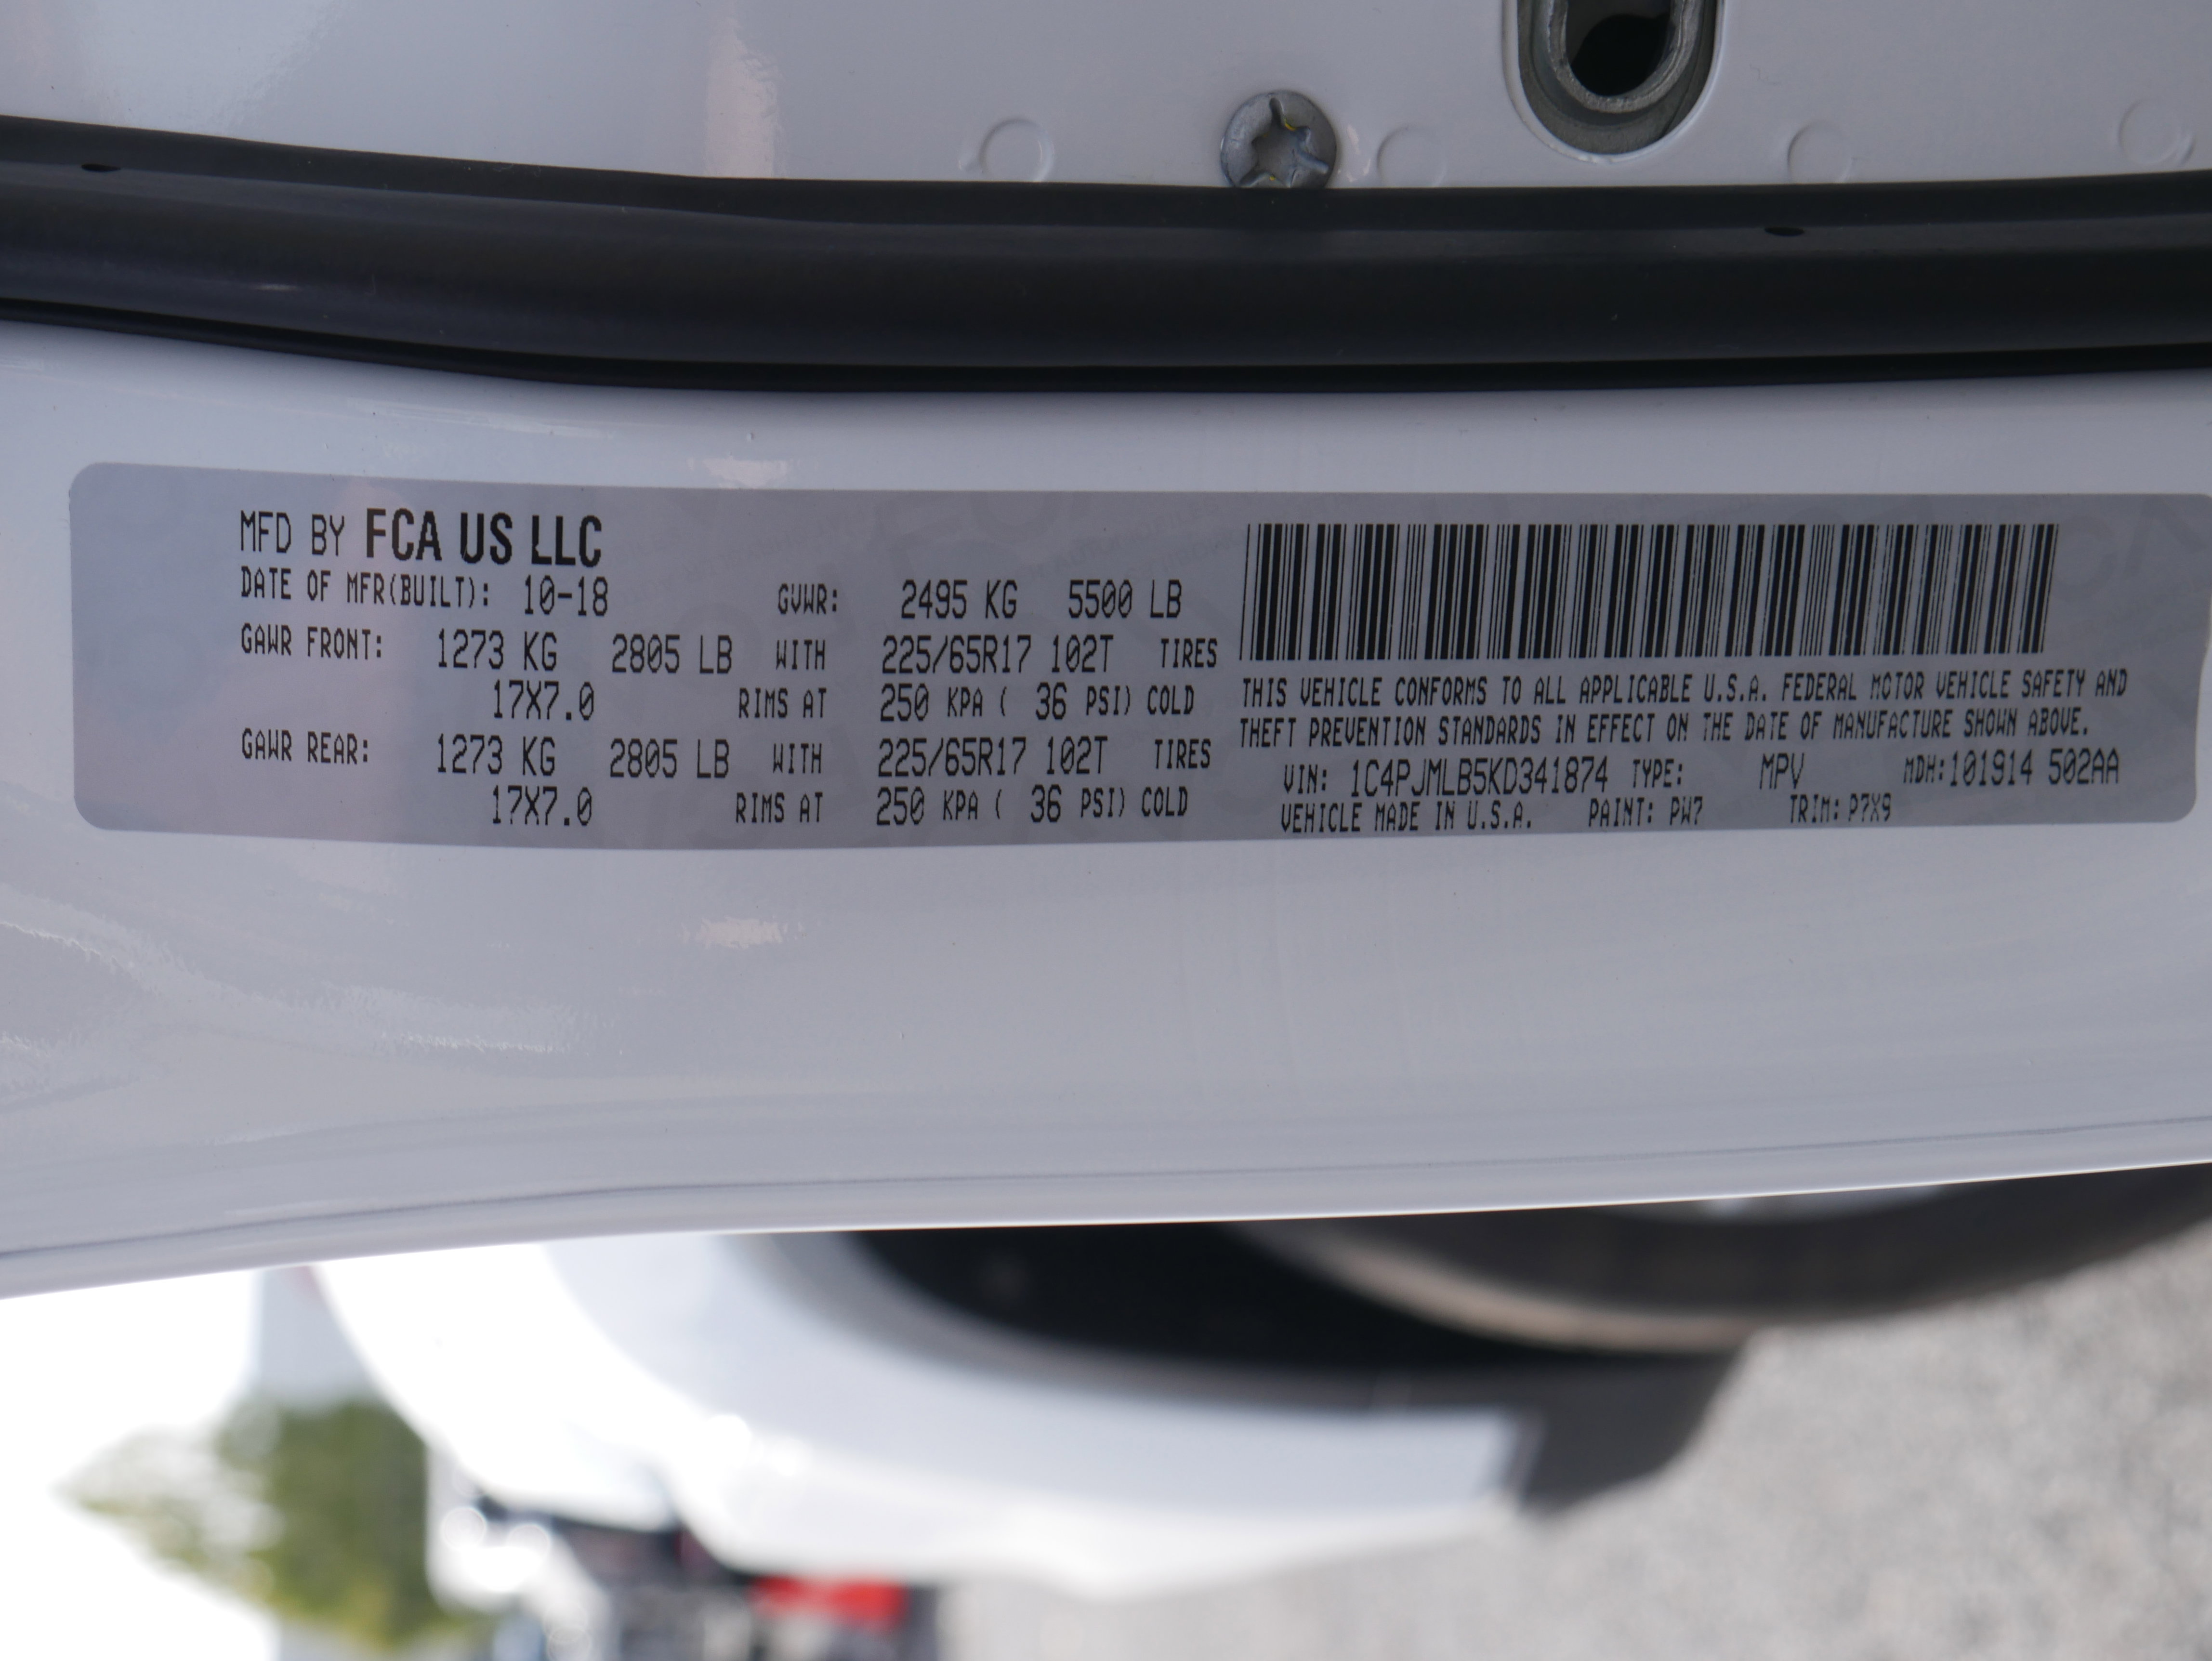 MFD BY FCA US LLC
DATE OF MFR(BUILT): 10-18 GVWR: 2495 KG 5500 LB
GAWR FRONT: 1273 KG 2805 LB WITH 225/65R17 102T TIRES
17X7.0 RIMS AT 250 KPA ( 36 PSI) COLD
GAWR REAR: 1273 KG 2805 LB WITH 225/65R17 102T TIRES
17X7.0 RIMS AT 250 KPA ( 36 PSI) COLD
THIS VEHICLE CONFORMS TO ALL APPLICABLE U.S.A. FEDERAL MOTOR VEHICLE SAFETY AND
THEFT PREVENTION STANDARDS IN EFFECT ON THE DATE OF MANUFACTURE SHOWN ABOVE.
VIN: 1C4PJMLB5KD341874 TYPE: MPV MDH:101914 502AA
VEHICLE MADE IN U.S.A. PAINT: PW7 TRIM: P7X9